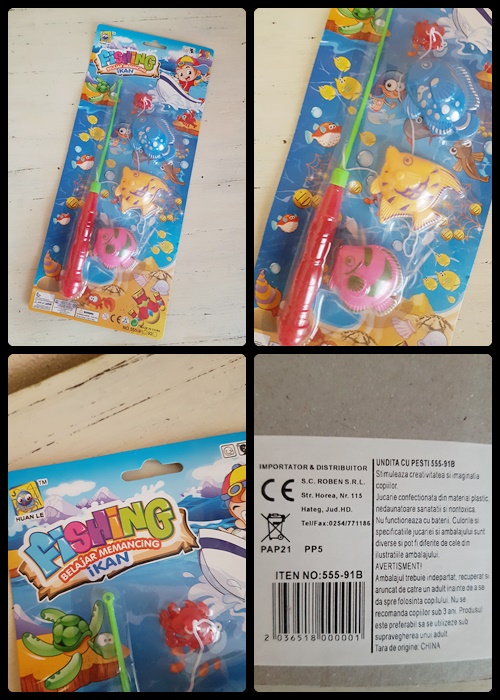 FiSHiNG
BELAJAR MEMANCING
iKAN
FiSHiNG
BELAJAR MEMANCING
iKAN
HUAN LE
TM
IMPORTATOR & DISTRIBUITOR
CE
S.C. ROBEN S.R.L.
Str. Horea, Nr. 115
Hateg, Jud.HD.
Tel/Fax:0254/771186
PAP21 PP5
ITEN NO:555-91B
2 036518 000001
UNDITA CU PESTI 555-91B
Stimuleaza creativitatea si imaginatia
copiilor.
Jucarie confectionata din material plastic,
nedaunatoare sanatatii si nontoxica.
Nu functioneaza cu baterii. Culorile si
specificatiile jucariei si ambalajului sunt
diverse si pot fi diferite de cele din
ilustratiile ambalajului.
AVERTISMENT!
Ambalajul trebuie indepartat, recuperat si
aruncat de catre un adult inainte de a se
da spre folosinta copilului. Nu se
recomanda copiilor sub 3 ani. Produsul
este preferabil sa se utilizeze sub
supravegherea unui adult.
Tara de origine: CHINA